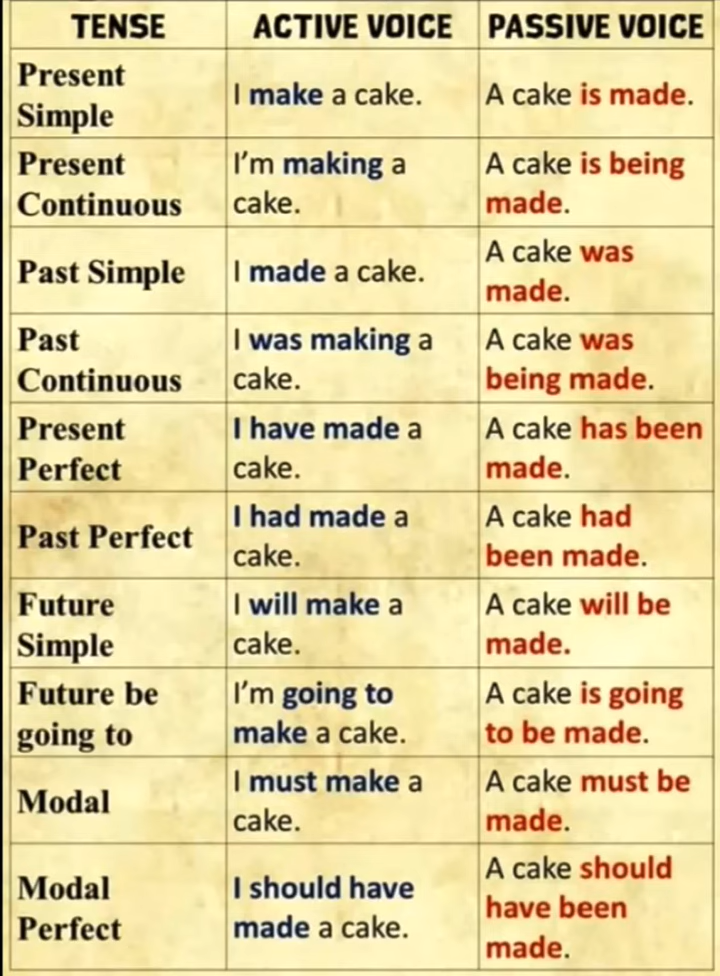 TENSE ACTIVE VOICE PASSIVE VOICE
Present
Simple
I make a cake.
A cake is made.
Present
Continuous
I'm making a
cake.
A cake is being
made.
Past Simple
I made a cake.
A cake was
made.
Past
Continuous
I was making a
cake.
A cake was
being made.
Present
Perfect
I have made a
cake.
A cake has been
made.
Past Perfect
I had made a
cake.
A cake had
been made.
Future
Simple
I will make a
cake.
A cake will be
made.
Future be
going to
I'm going to
make a cake.
A cake is going
to be made.
Modal
I must make a
cake.
A cake must be
made.
Modal
Perfect
I should have
made a cake.
A cake should
have been
made.